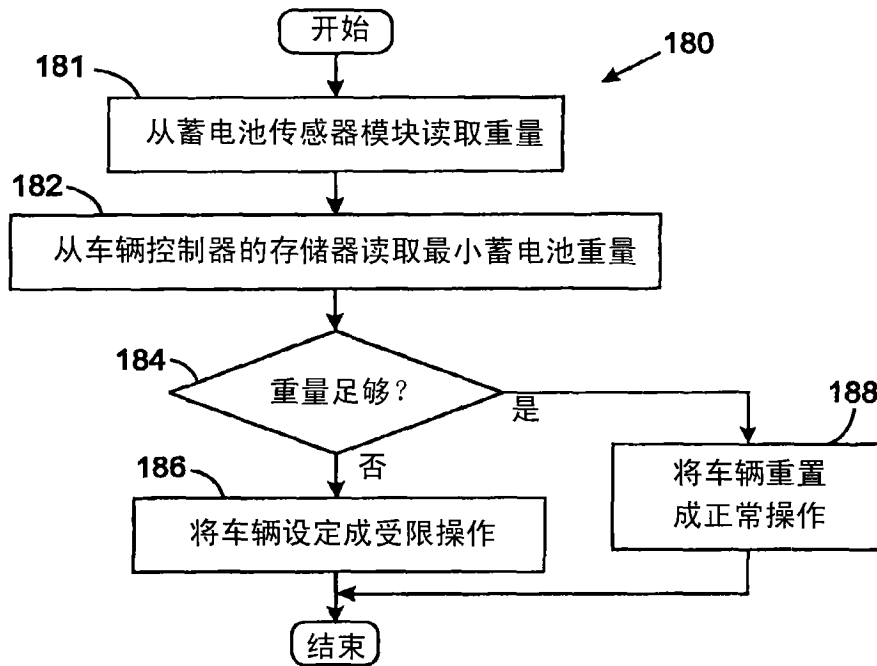 开始
180
181
从蓄电池传感器模块读取重量
182
从车辆控制器的存储器读取最小蓄电池重量
184
重量足够?
是
188
否
将车辆重置
成正常操作
186
将车辆设定成受限操作
结束